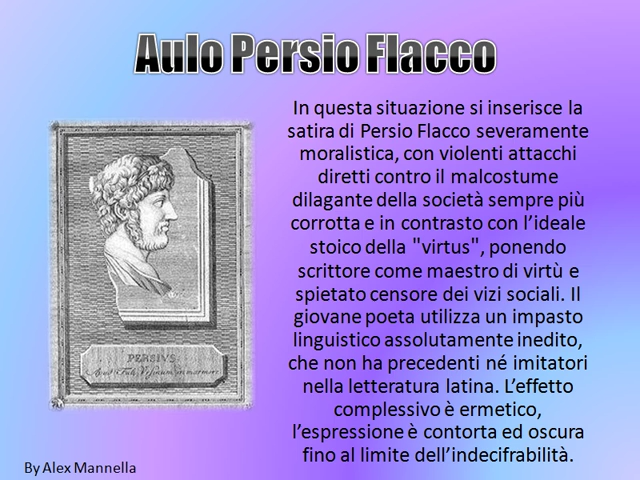 Aulo Persio Flacco
In questa situazione si inserisce la
satira di Persio Flacco severamente
moralistica, con violenti attacchi
diretti contro il malcostume
dilagante della società sempre più
corrotta e in contrasto con l’ideale
stoico della "virtus", ponendo
scrittore come maestro di virtù e
spietato censore dei vizi sociali. Il
giovane poeta utilizza un impasto
linguistico assolutamente inedito,
che non ha precedenti né imitatori
nella letteratura latina. L’effetto
complessivo è ermetico,
l’espressione è contorta ed oscura
fino al limite dell’indecifrabilità.
PERSIVS
in marmore
By Alex Mannella